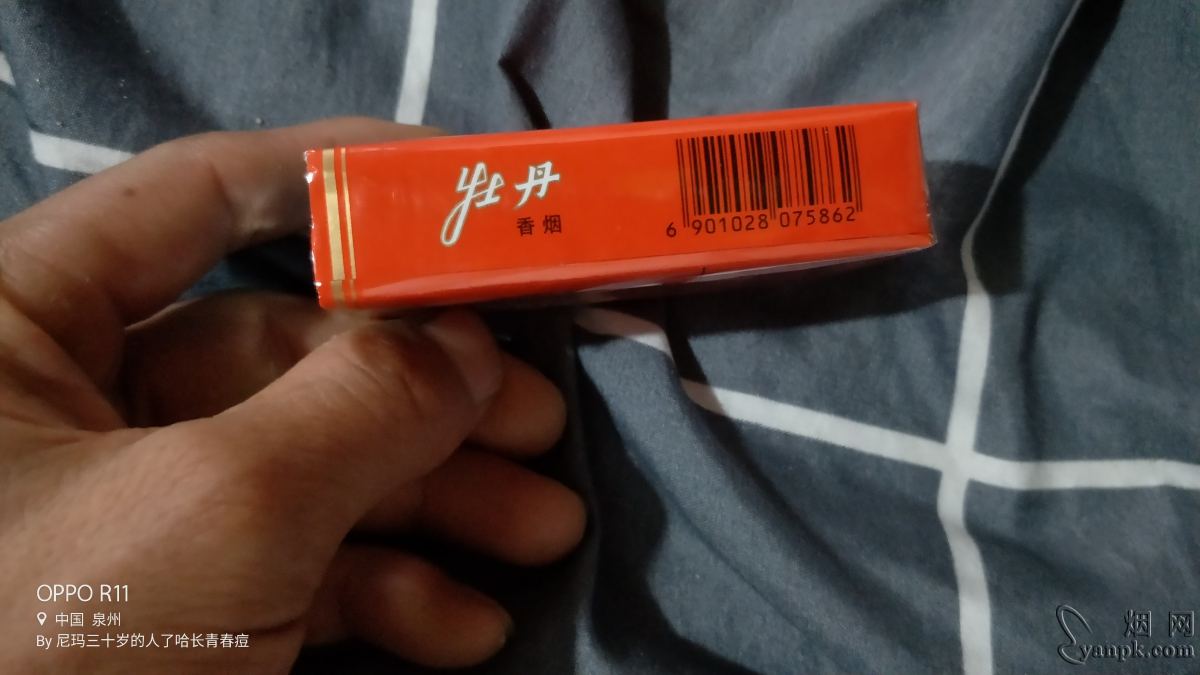 牡丹
香烟
6 901028 075862
OPPO R11
中国 泉州
By 尼玛三十岁的人了哈长青春痘
烟 网
yanpk.com